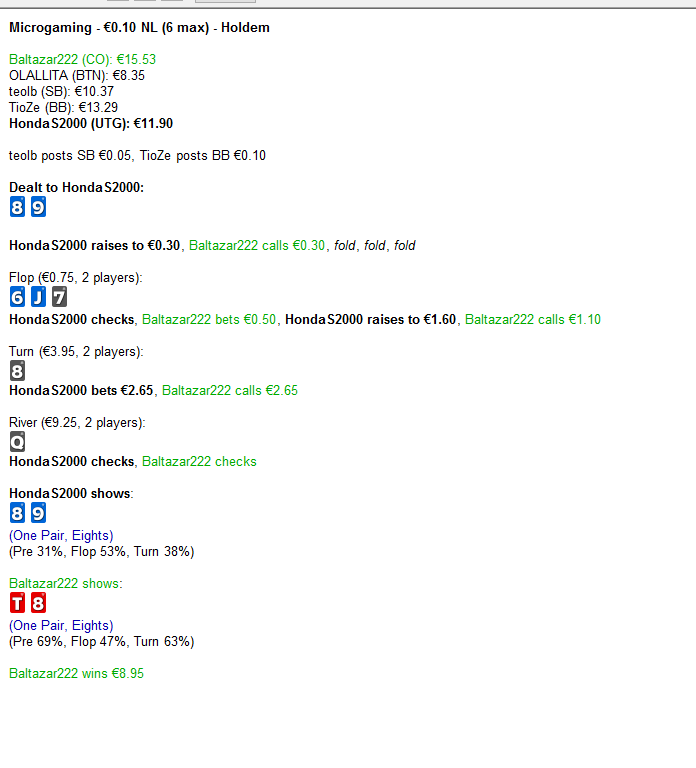 Microgaming - €0.10 NL (6 max) - Holdem
Baltazar222 (CO): €15.53
OLALLITA (BTN): €8.35
teolb (SB): €10.37
TioZe (BB): €13.29
HondaS2000 (UTG): €11.90
teolb posts SB €0.05, TioZe posts BB €0.10
Dealt to HondaS2000:
8 9
HondaS2000 raises to €0.30, Baltazar222 calls €0.30, fold, fold, fold
Flop (€0.75, 2 players):
6 J 7
HondaS2000 checks, Baltazar222 bets €0.50, HondaS2000 raises to €1.60, Baltazar222 calls €1.10
Turn (€3.95, 2 players):
8
HondaS2000 bets €2.65, Baltazar222 calls €2.65
River (€9.25, 2 players):
Q
HondaS2000 checks, Baltazar222 checks
HondaS2000 shows:
8 9
(One Pair, Eights)
(Pre 31%, Flop 53%, Turn 38%)
Baltazar222 shows:
T 8
(One Pair, Eights)
(Pre 69%, Flop 47%, Turn 63%)
Baltazar222 wins €8.95